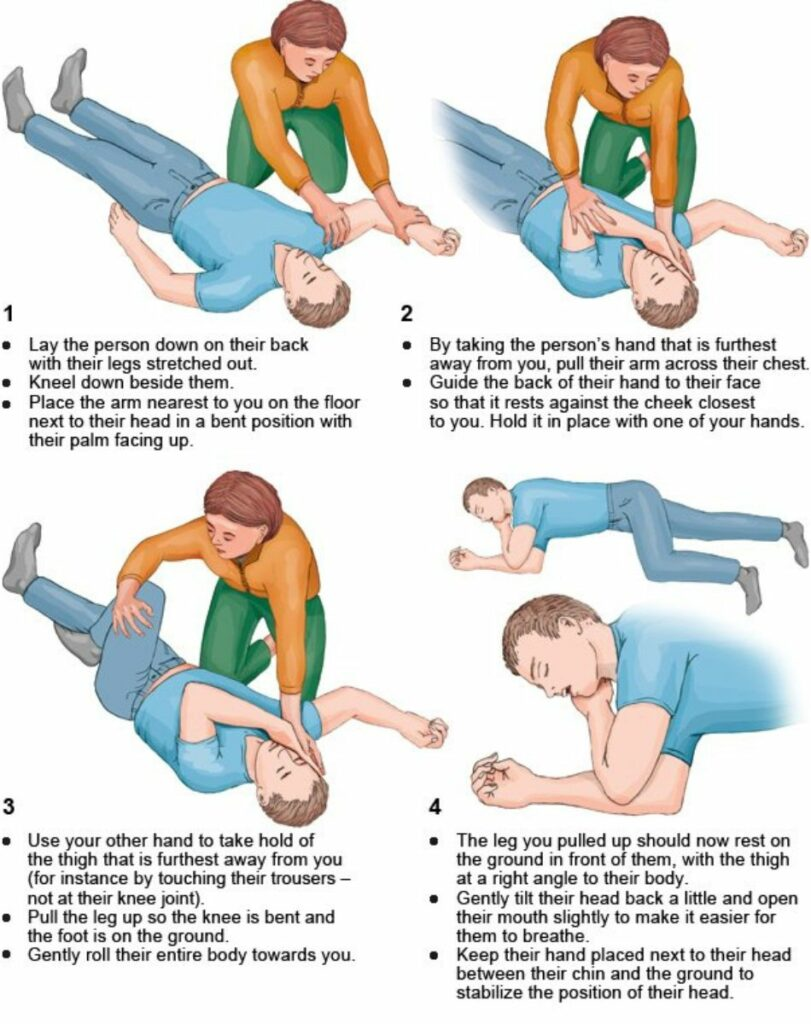 1
• Lay the person down on their back
with their legs stretched out.
• Kneel down beside them.
• Place the arm nearest to you on the floor
next to their head in a bent position with
their palm facing up.
2
• By taking the person’s hand that is furthest
away from you, pull their arm across their chest.
• Guide the back of their hand to their face
so that it rests against the cheek closest
to you. Hold it in place with one of your hands.
3
• Use your other hand to take hold of
the thigh that is furthest away from you
(for instance by touching their trousers –
not at their knee joint).
• Pull the leg up so the knee is bent and
the foot is on the ground.
• Gently roll their entire body towards you.
4
• The leg you pulled up should now rest on
the ground in front of them, with the thigh
at a right angle to their body.
• Gently tilt their head back a little and open
their mouth slightly to make it easier for
them to breathe.
• Keep their hand placed next to their head
between their chin and the ground to
stabilize the position of their head.